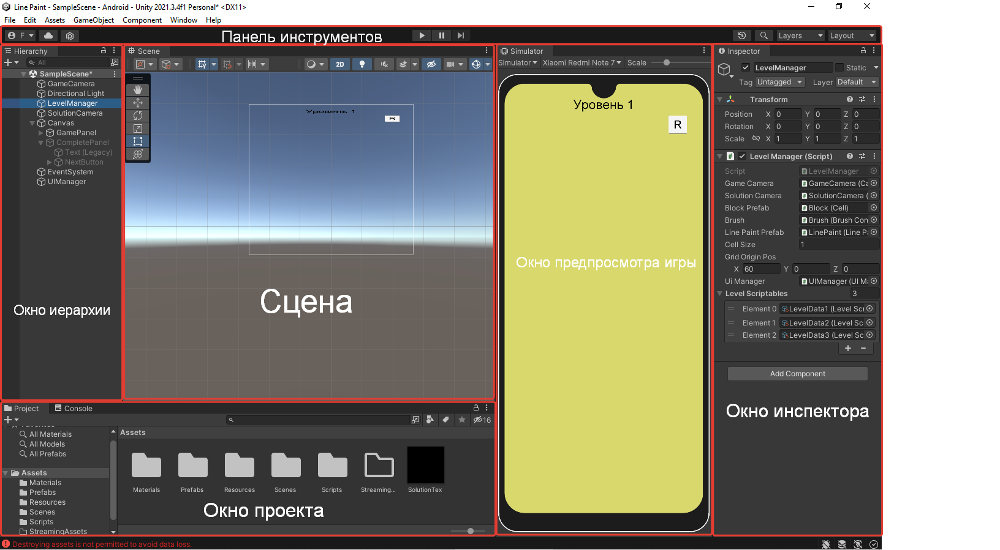 Line Paint - SampleScene - Android - Unity 2021.3.4f1 Personal* <DX11>
File Edit Assets GameObject Component Window Help
F Панель инструментов Layers Layout
Hierarchy
All
SampleScene*
GameCamera
Directional Light
LevelManager
SolutionCamera
Canvas
GamePanel
CompletePanel
Text (Legacy)
NextButton
EventSystem
UIManager
Окно иерархии
Scene
2D
Уровень 1
R
Сцена
Simulator
Simulator Xiaomi Redmi Note 7 Scale
Уровень 1
R
Окно предпросмотра игры
Inspector
LevelManager Static
Tag Untagged Layer Default
Transform
Position X 0 Y 0 Z 0
Rotation X 0 Y 0 Z 0
Scale X 1 Y 1 Z 1
# Level Manager (Script)
Script # LevelManager
Game Camera # GameCamera (Ca
Solution Camera # SolutionCamera (
Block Prefab # Block (Cell)
Brush # Brush (Brush Con
Line Paint Prefab # LinePaint (Line P
Cell Size 1
Grid Origin Pos
X 60 Y 0 Z 0
Ui Manager # UIManager (UI M
Level Scriptables 3
Element 0 LevelData1 (Level Scr
Element 1 LevelData2 (Level Sc
Element 2 LevelData3 (Level Sc
+ −
Add Component
Окно инспектора
Project Console
16
Favorites
All Materials
All Models
All Prefabs
Assets
Materials
Prefabs
Resources
Scenes
Scripts
StreamingAssets
Assets
Materials Prefabs Resources Scenes Scripts Streaming... SolutionTex
Окно проекта
Destroying assets is not permitted to avoid data loss.